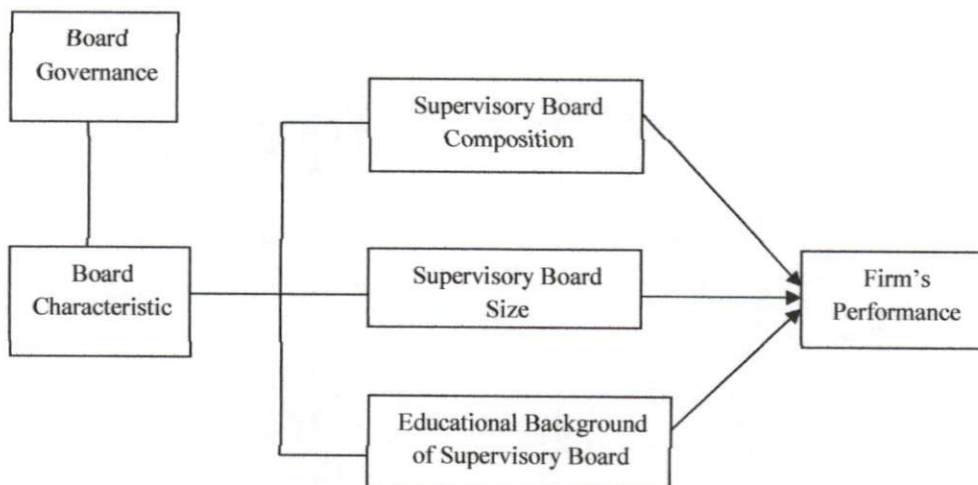 Board
Governance
Supervisory Board
Composition
Board
Characteristic
Supervisory Board
Size
Firm's
Performance
Educational Background
of Supervisory Board